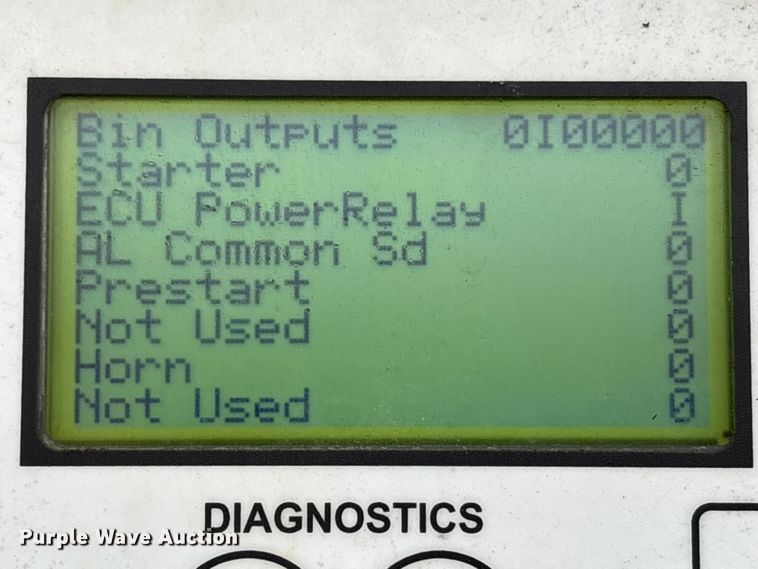 Bin Outputs 0I00000
Starter 0
ECU PowerRelay I
AL Common Sd 0
Prestart 0
Not Used 0
Horn 0
Not Used 0
DIAGNOSTICS
Purple Wave Auction